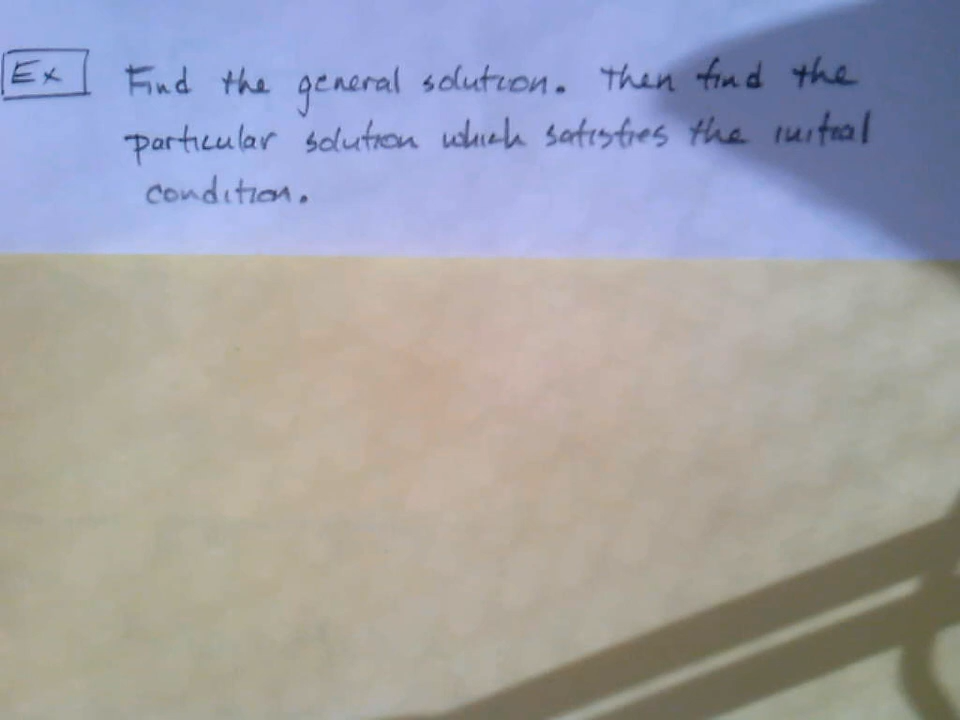 Ex Find the general solution. Then find the
particular solution which satisfies the initial
condition.